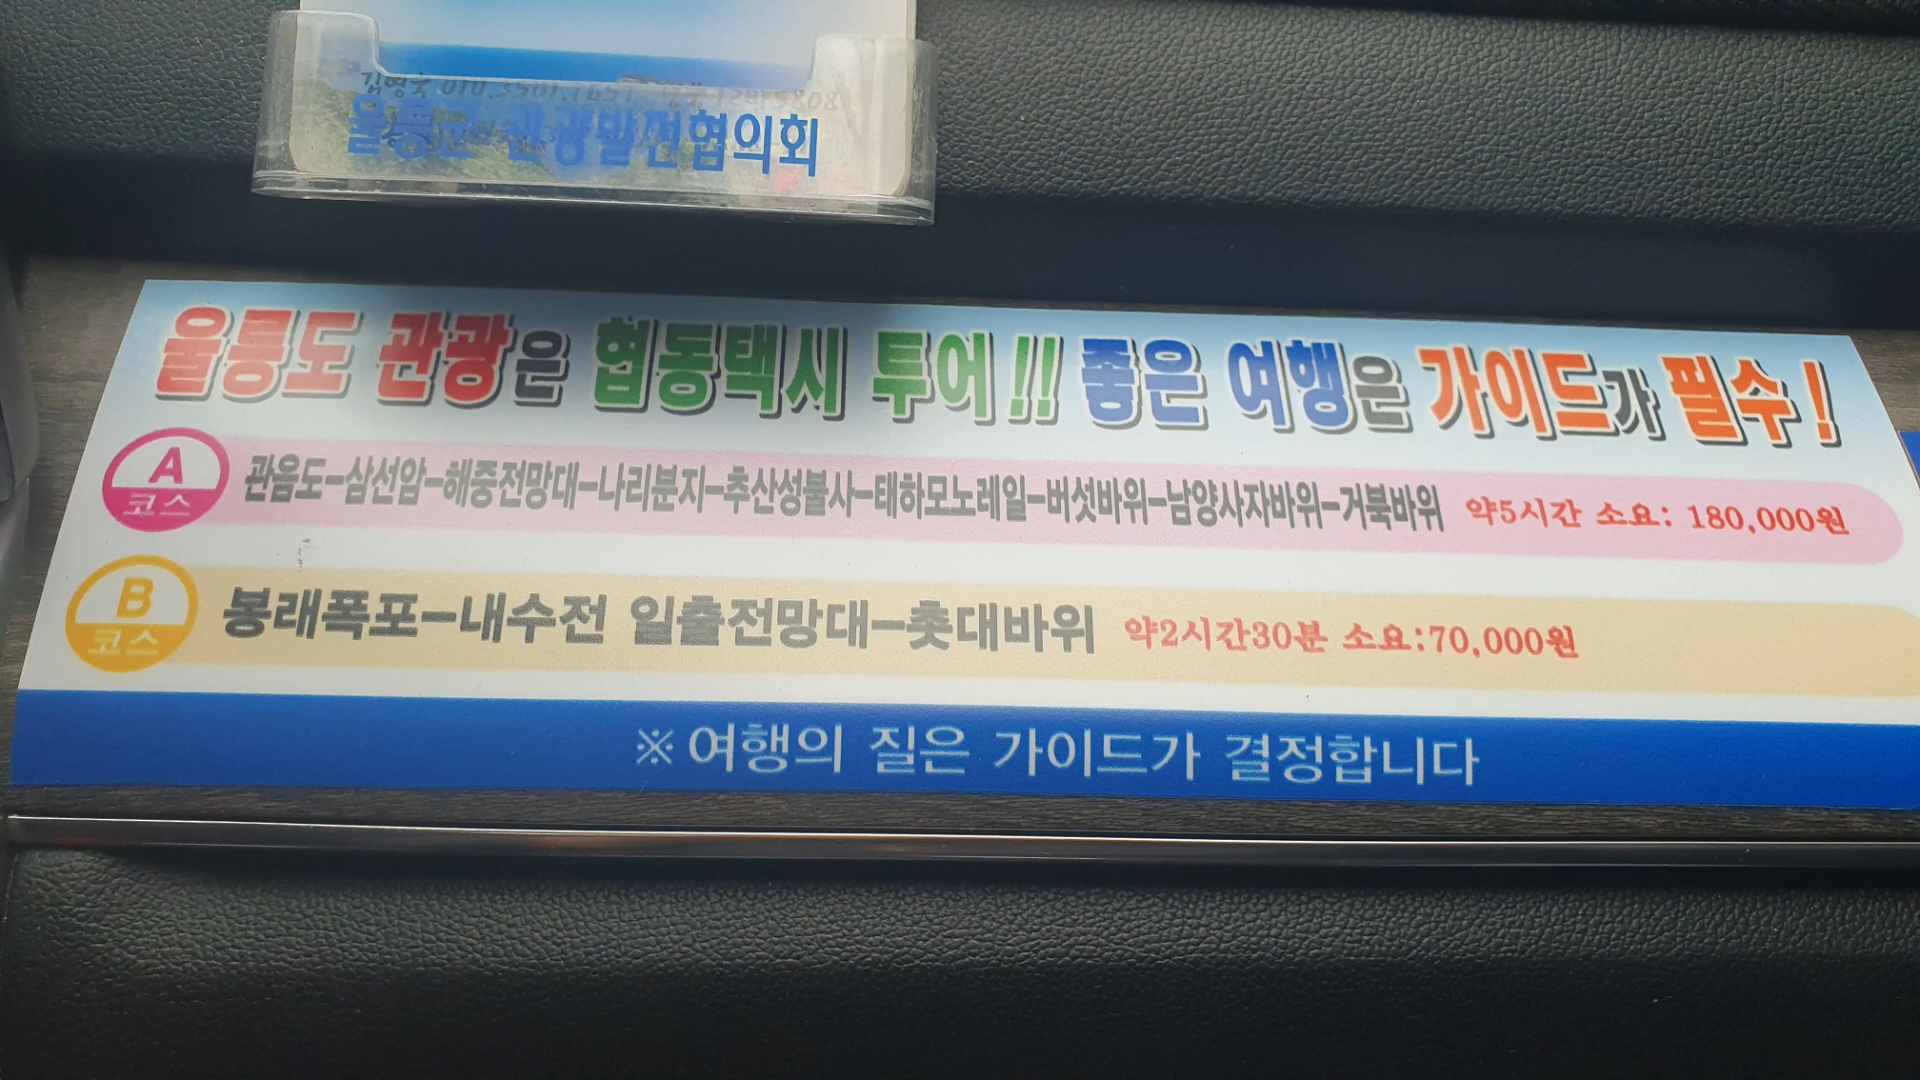 울릉군 관광발전협의회
울릉도 관광은 협동택시 투어!! 좋은 여행은 가이드가 필수!
A 코스 관음도-삼선암-해중전망대-나리분지-추산성불사-태하모노레일-버섯바위-남양사자바위-거북바위 약5시간 소요: 180,000원
B 코스 봉래폭포-내수전 일출전망대-촛대바위 약2시간30분 소요:70,000원
※여행의 질은 가이드가 결정합니다